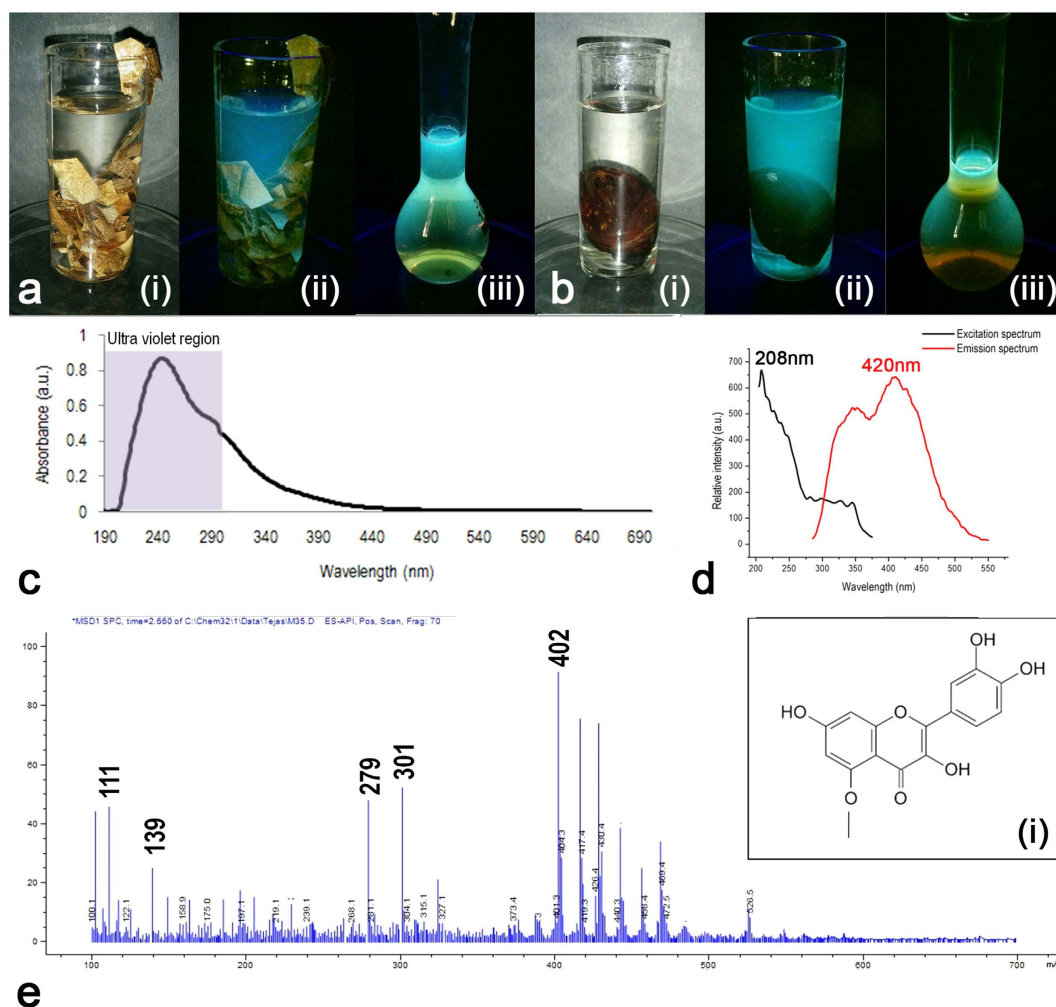 a (i) (ii) (iii) b (i) (ii) (iii)
Ultra violet region
Absorbance (a.u.)
1
0.8
0.6
0.4
0.2
0
190 240 290 340 390 440 490 540 590 640 690
Wavelength (nm)
c
Excitation spectrum
Emission spectrum
208nm 420nm
Relative intensity (a.u.)
700
650
600
550
500
450
400
350
300
250
200
150
100
50
0
200 250 300 350 400 450 500 550
Wavelength (nm)
d
*MSD1 SPC, time=2.660 of C:\Chem32\1\Data\Tejas\M35.D ES-API, Pos, Scan, Frag: 70
100
80
60
40
20
0
100.1
111
122.1
139
158.9
175.0
197.1
219.1
239.1
268.1
279
281.1
301
304.1
315.1
327.1
373.4
401.3
402
404.3
417.4
419.3
426.4
430.4
440.3
458.4
469.4
472.5
526.5
100 200 300 400 500 600 700 m/
e
OH
OH
HO
O
OH
O
O
(i)